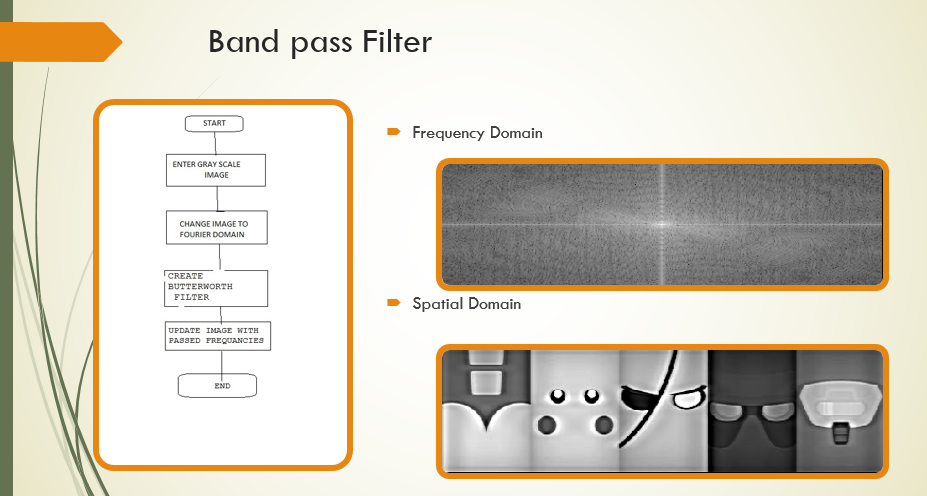 Band pass Filter
START
ENTER GRAY SCALE
IMAGE
CHANGE IMAGE TO
FOURIER DOMAIN
CREATE
BUTTERWORTH
FILTER
UPDATE IMAGE WITH
PASSED FREQUANCIES
END
Frequency Domain
Spatial Domain